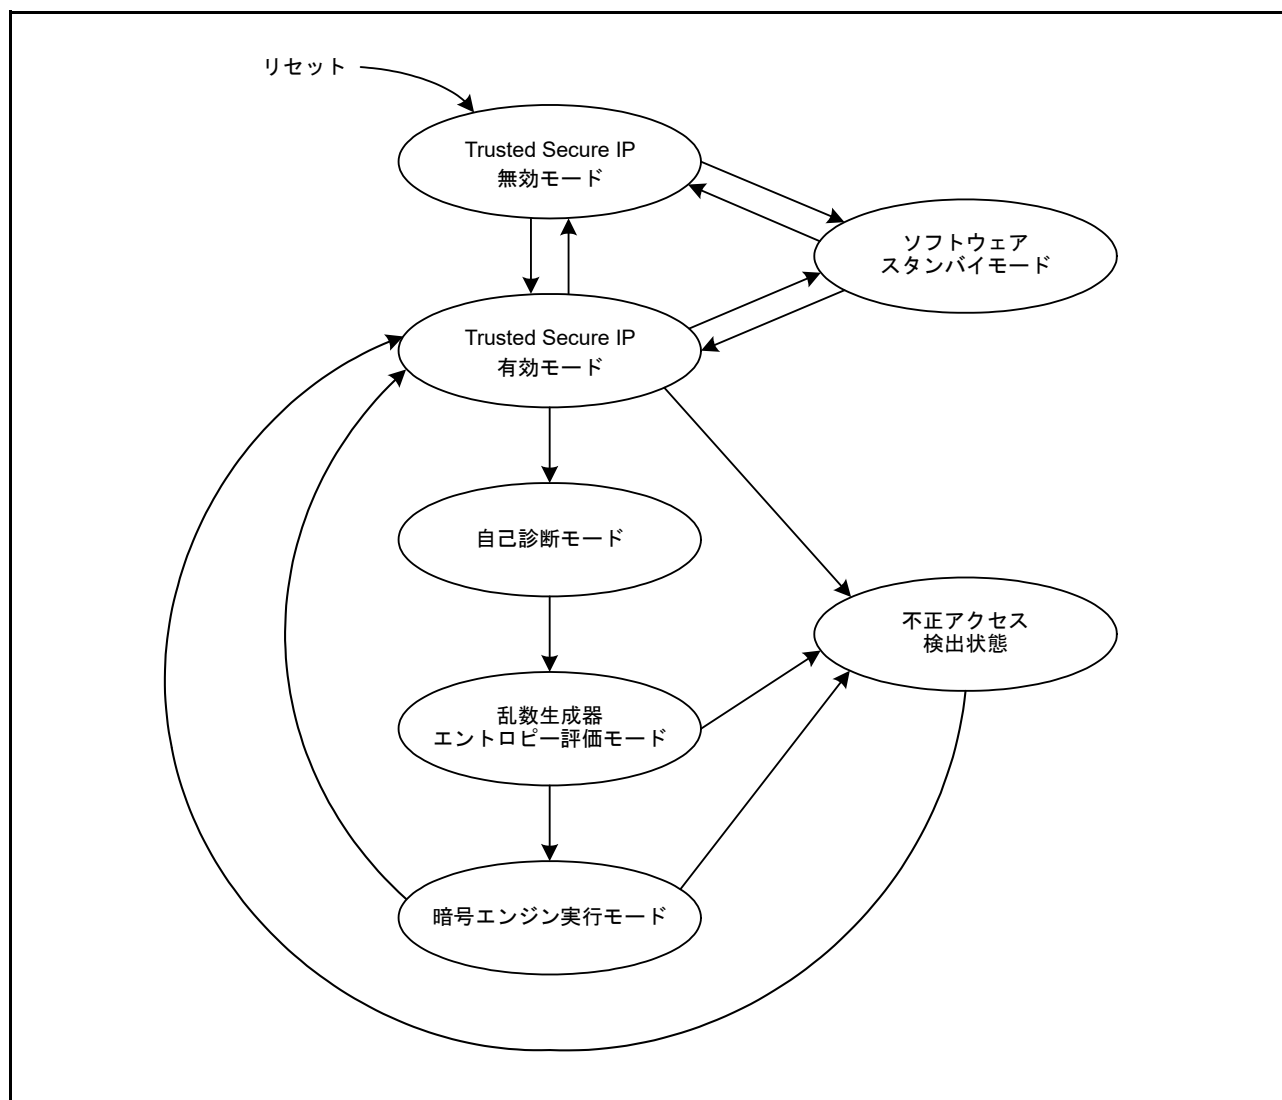 リセット
Trusted Secure IP
無効モード
ソフトウェア
スタンバイモード
Trusted Secure IP
有効モード
自己診断モード
不正アクセス
検出状態
乱数生成器
エントロピー評価モード
暗号エンジン実行モード